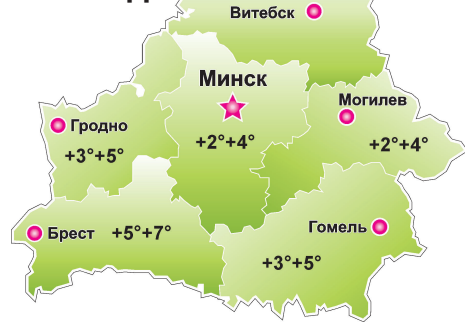 Витебск
Минск
Могилев
Гродно
+2°+4°
+2°+4°
+3°+5°
Брест +5°+7°
Гомель
+3°+5°